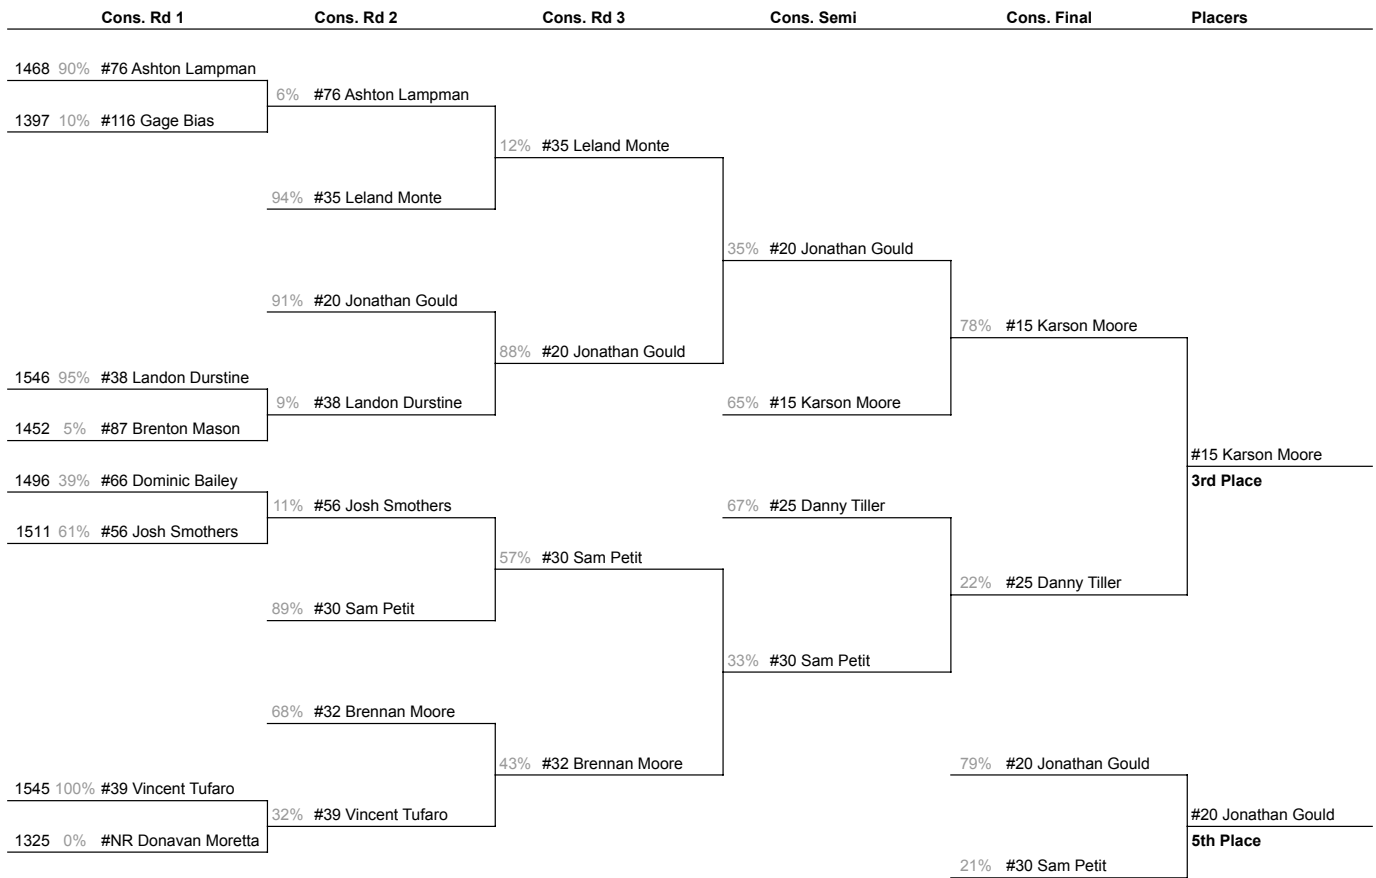 Cons. Rd 1 Cons. Rd 2 Cons. Rd 3 Cons. Semi Cons. Final Placers
1468 90% #76 Ashton Lampman
6% #76 Ashton Lampman
1397 10% #116 Gage Bias
12% #35 Leland Monte
94% #35 Leland Monte
35% #20 Jonathan Gould
91% #20 Jonathan Gould
78% #15 Karson Moore
88% #20 Jonathan Gould
1546 95% #38 Landon Durstine
9% #38 Landon Durstine
65% #15 Karson Moore
1452 5% #87 Brenton Mason
#15 Karson Moore
3rd Place
1496 39% #66 Dominic Bailey
11% #56 Josh Smothers
67% #25 Danny Tiller
1511 61% #56 Josh Smothers
57% #30 Sam Petit
22% #25 Danny Tiller
89% #30 Sam Petit
33% #30 Sam Petit
68% #32 Brennan Moore
43% #32 Brennan Moore
79% #20 Jonathan Gould
1545 100% #39 Vincent Tufaro
32% #39 Vincent Tufaro
#20 Jonathan Gould
1325 0% #NR Donavan Moretta
5th Place
21% #30 Sam Petit